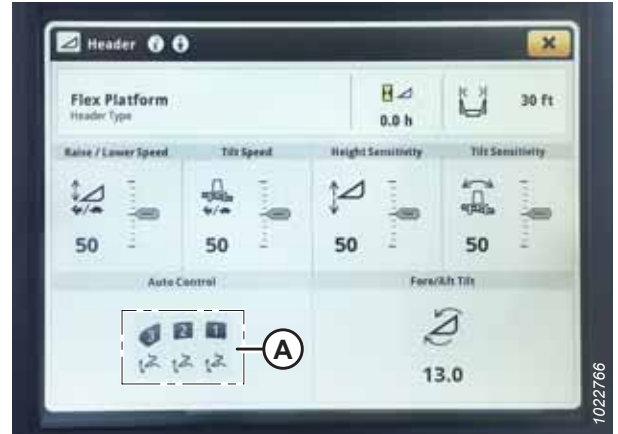 Header
Flex Platform
Header Type
0.0 h
30 ft
Raise / Lower Speed
Tilt Speed
Height Sensitivity
Tilt Sensitivity
50
50
50
50
Auto Control
Fore/Aft Tilt
3 2 1
A
13.0
1022766